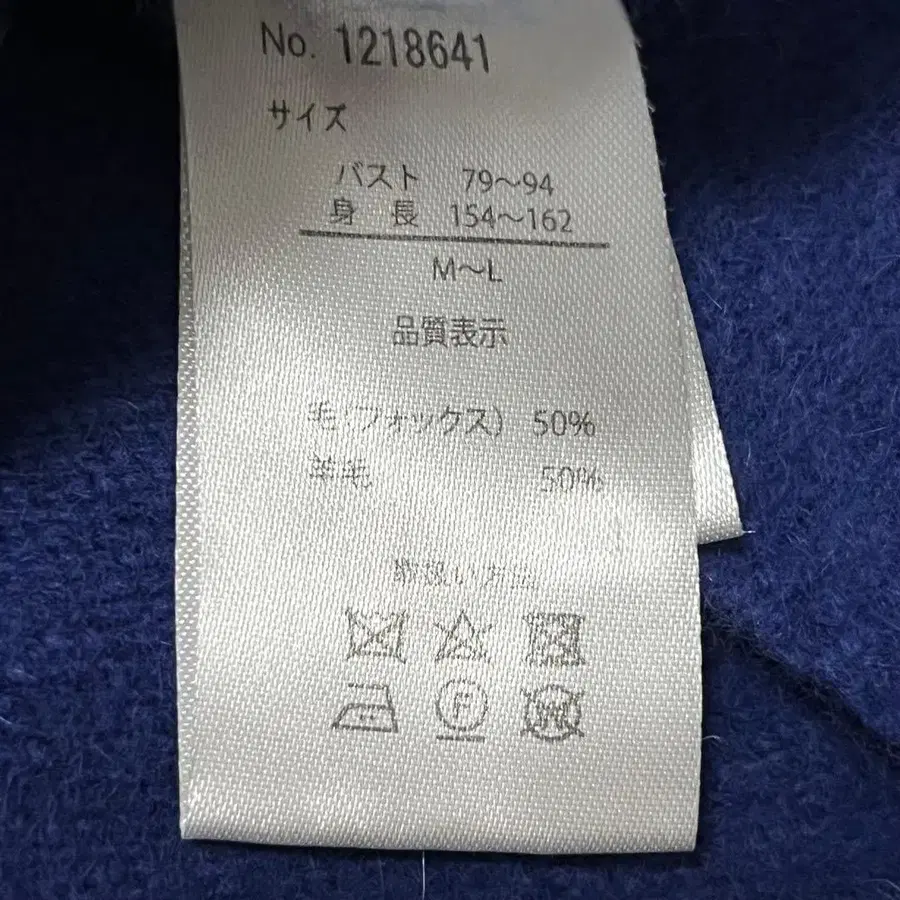 No. 1218641
サイズ
バスト 79〜94
身 長 154〜162
M〜L
品質表示
毛(フォックス) 50%
羊毛 50%
取扱い方法
F
W